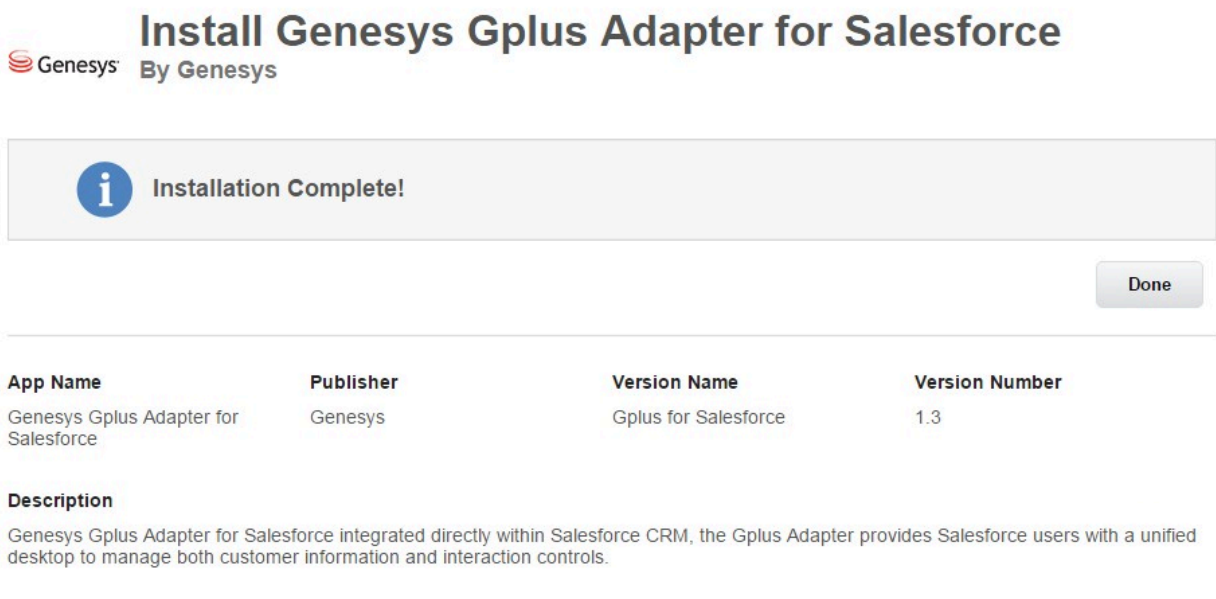 Install Genesys Gplus Adapter for Salesforce
Genesys
By Genesys
Installation Complete!
Done
App Name
Publisher
Version Name
Version Number
Genesys Gplus Adapter for
Salesforce
Genesys
Gplus for Salesforce
1.3
Description
Genesys Gplus Adapter for Salesforce integrated directly within Salesforce CRM, the Gplus Adapter provides Salesforce users with a unified
desktop to manage both customer information and interaction controls.